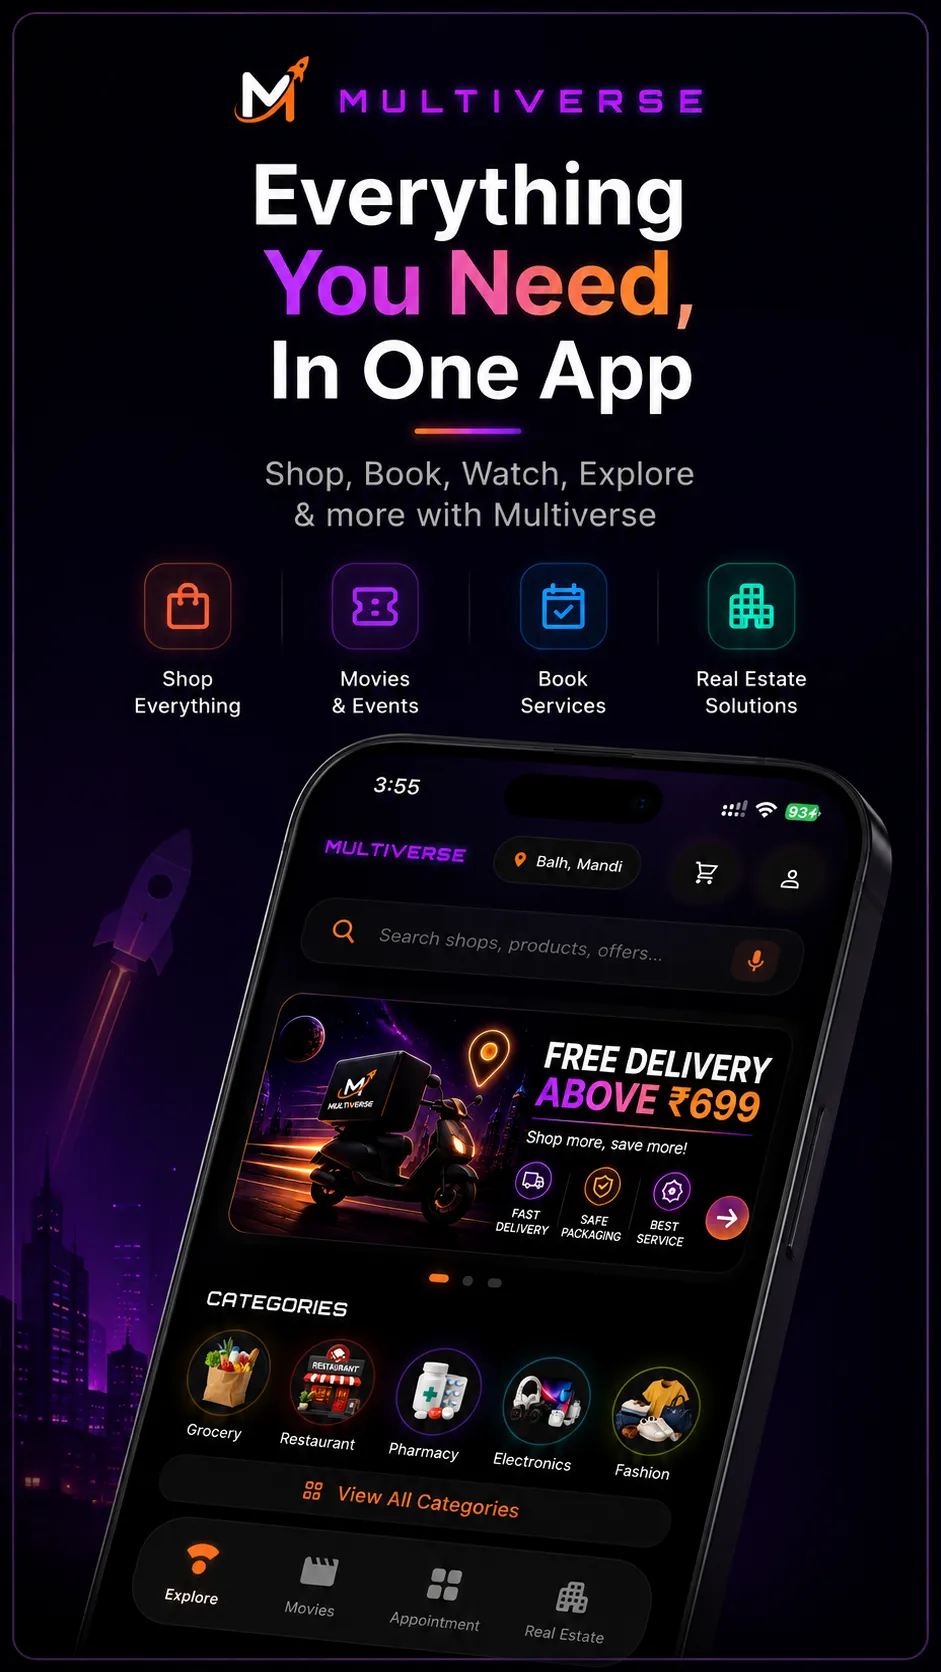 M
MULTIVERSE
Everything
You Need,
In One App
Shop, Book, Watch, Explore
& more with Multiverse
Shop
Everything
Movies
& Events
Book
Services
Real Estate
Solutions
3:55
93
MULTIVERSE
Balh, Mandi
Search shops, products, offers...
M
MULTIVERSE
FREE DELIVERY
ABOVE ₹699
Shop more, save more!
FAST
DELIVERY
SAFE
PACKAGING
BEST
SERVICE
CATEGORIES
RESTAURANT
Grocery
Restaurant
Pharmacy
Electronics
Fashion
View All Categories
Explore
Movies
Appointment
Real Estate